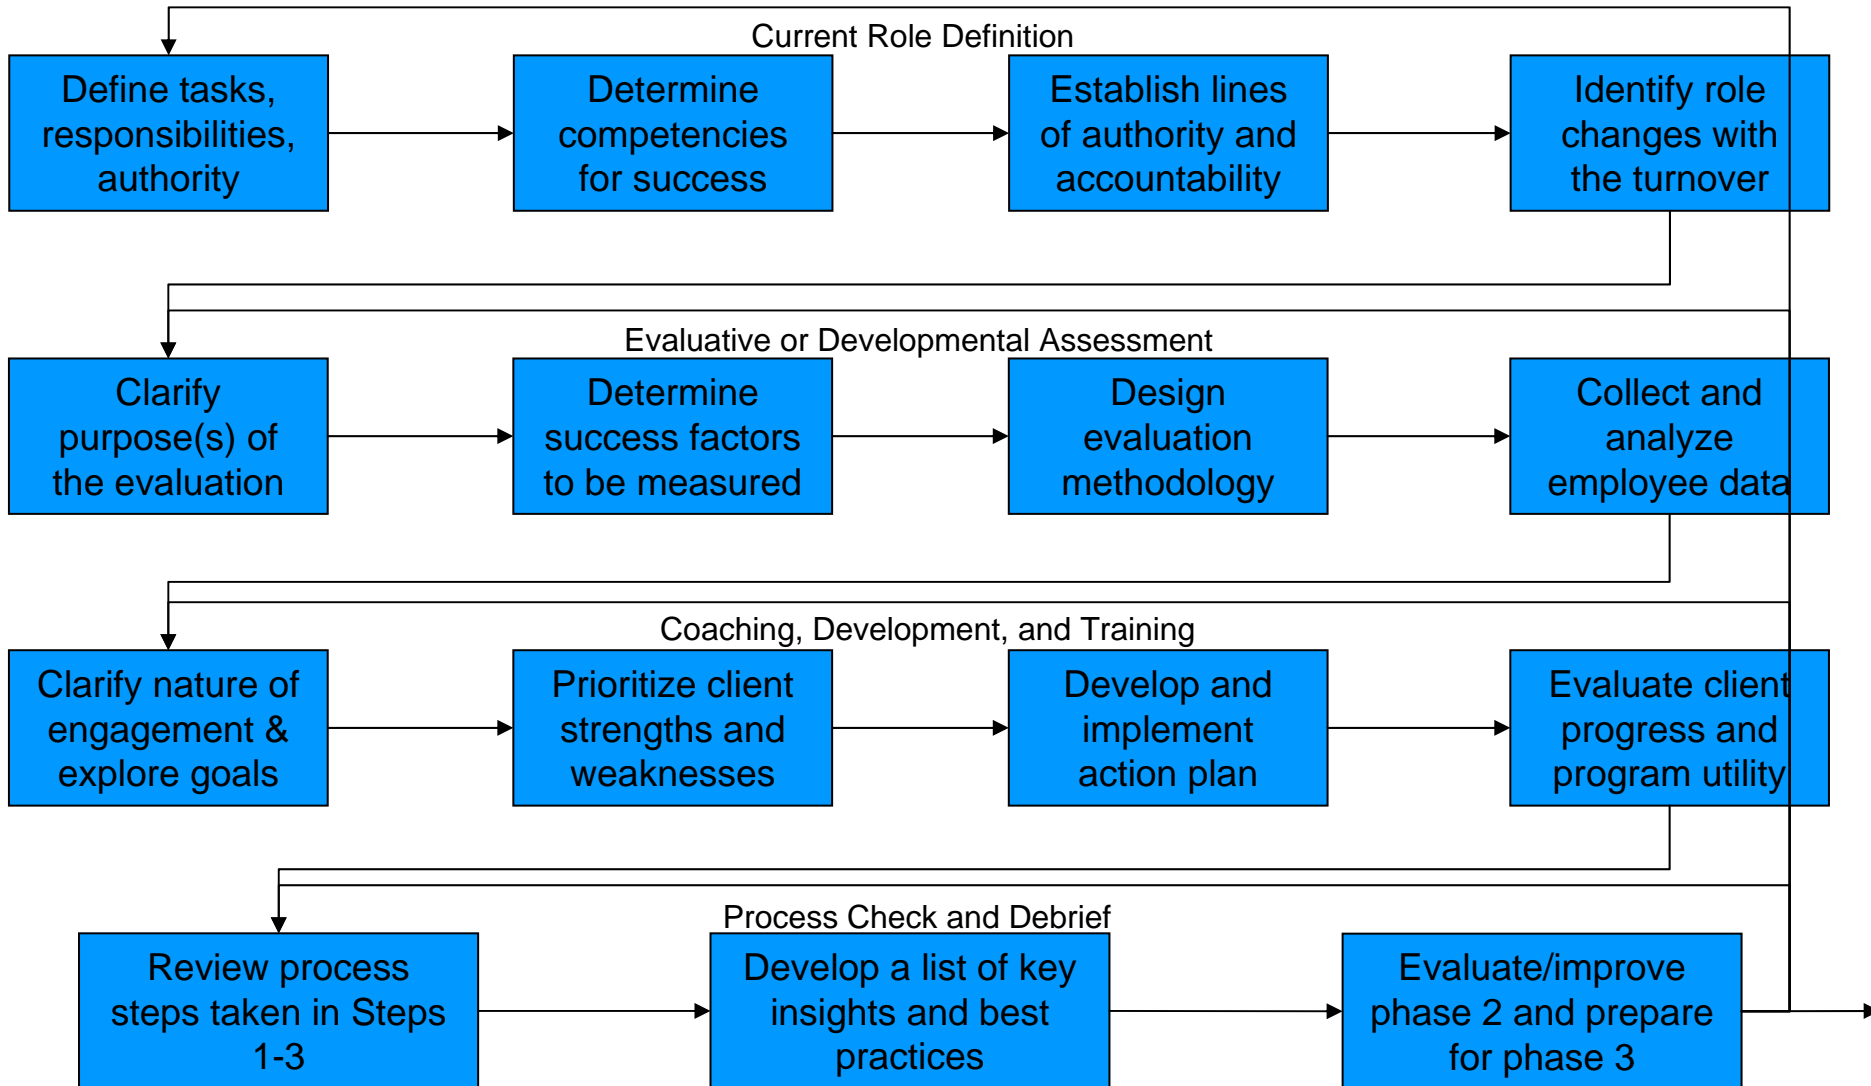 Current Role Definition
Define tasks,
responsibilities,
authority
Determine
competencies
for success
Establish lines
of authority and
accountability
Identify role
changes with
the turnover
Evaluative or Developmental Assessment
Clarify
purpose(s) of
the evaluation
Determine
success factors
to be measured
Design
evaluation
methodology
Collect and
analyze
employee data
Coaching, Development, and Training
Clarify nature of
engagement &
explore goals
Prioritize client
strengths and
weaknesses
Develop and
implement
action plan
Evaluate client
progress and
program utility
Process Check and Debrief
Review process
steps taken in Steps
1-3
Develop a list of key
insights and best
practices
Evaluate/improve
phase 2 and prepare
for phase 3